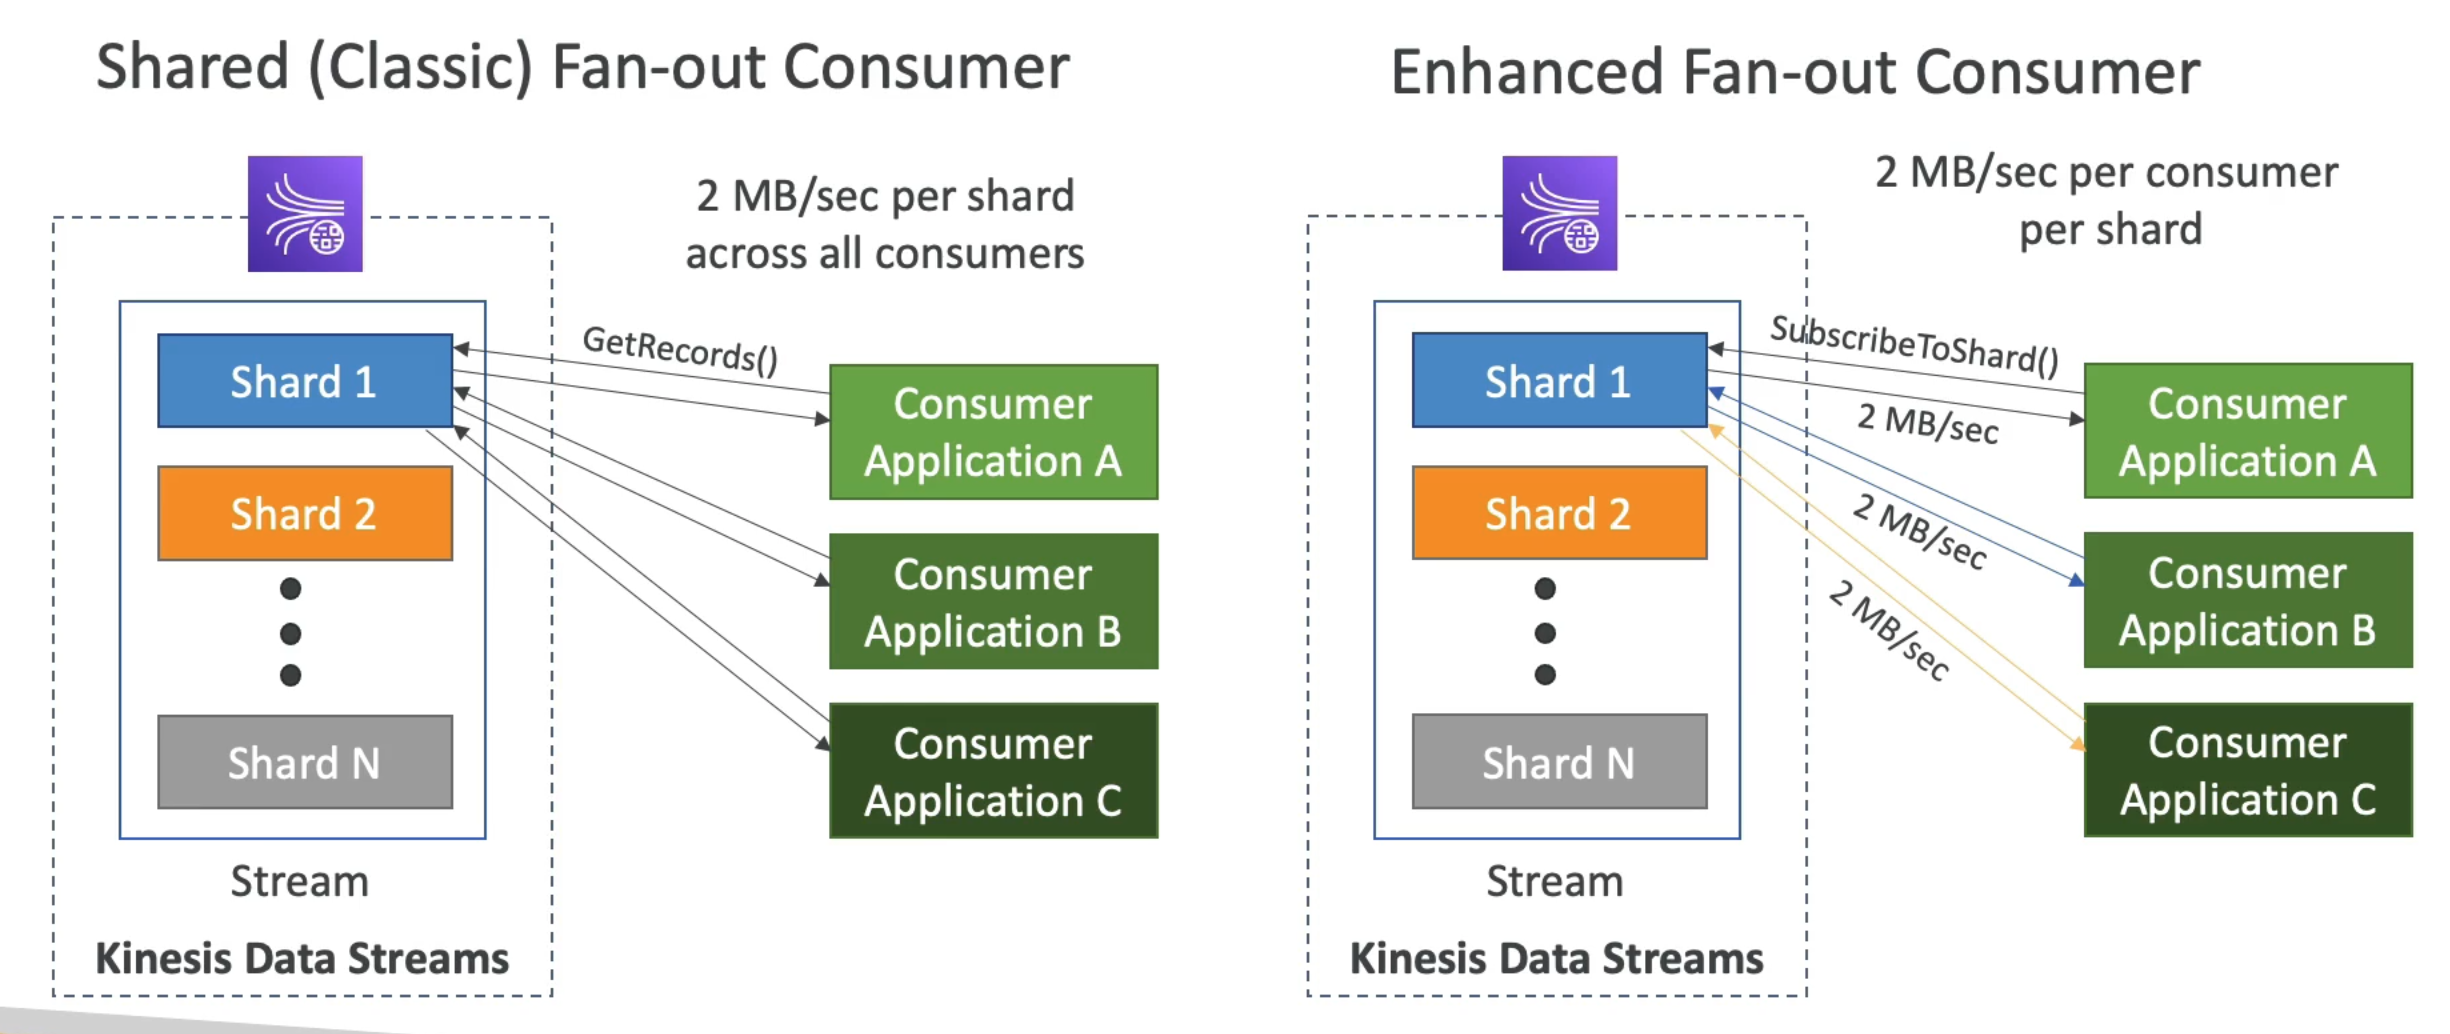 Shared (Classic) Fan-out Consumer
2 MB/sec per shard
across all consumers
GetRecords()
Shard 1
Shard 2
Shard N
Stream
Kinesis Data Streams
Consumer
Application A
Consumer
Application B
Consumer
Application C
Enhanced Fan-out Consumer
2 MB/sec per consumer
per shard
SubscribeToShard()
2 MB/sec
2 MB/sec
2 MB/sec
Shard 1
Shard 2
Shard N
Stream
Kinesis Data Streams
Consumer
Application A
Consumer
Application B
Consumer
Application C